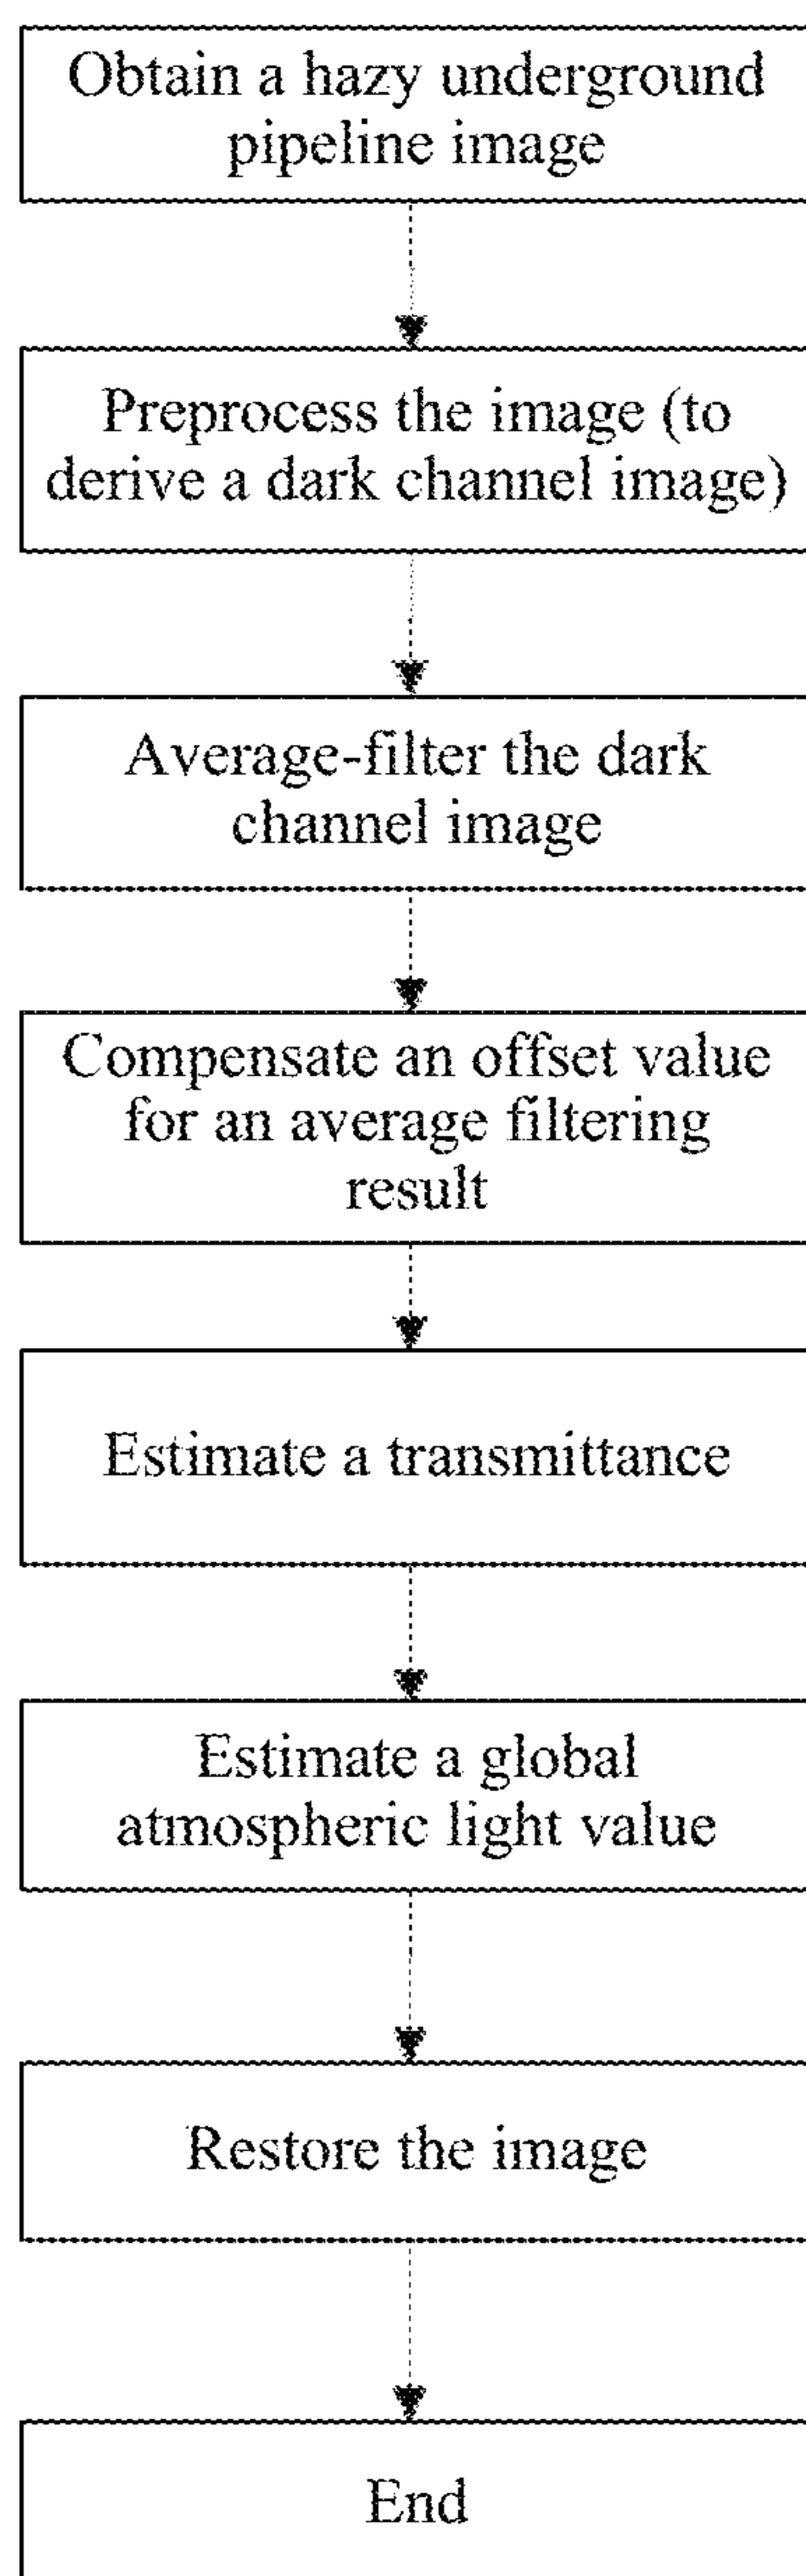 Obtain a hazy underground
pipeline image
Preprocess the image (to
derive a dark channel image)
Average-filter the dark
channel image
Compensate an offset value
for an average filtering
result
Estimate a transmittance
Estimate a global
atmospheric light value
Restore the image
End